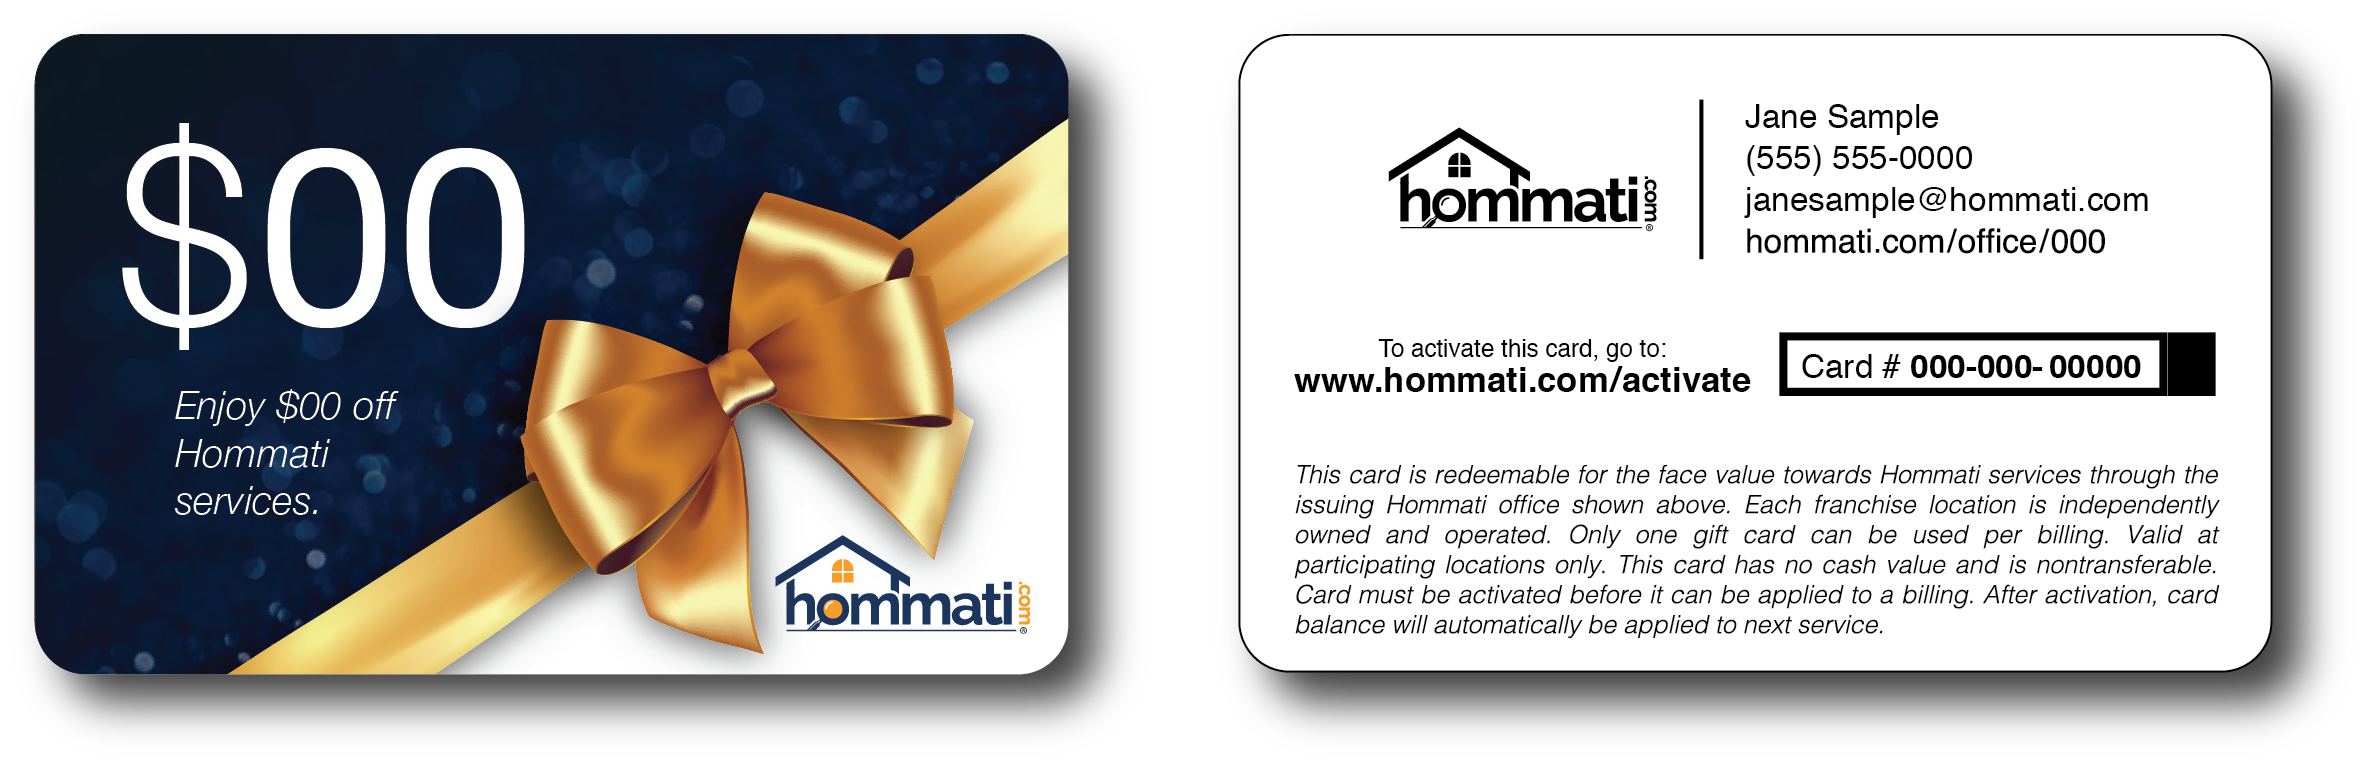 $00
Enjoy $00 off
Hommati
services.
hommati.com®
hommati.com®
Jane Sample
(555) 555-0000
janesample@hommati.com
hommati.com/office/000
To activate this card, go to:
www.hommati.com/activate
Card # 000-000-00000
This card is redeemable for the face value towards Hommati services through the
issuing Hommati office shown above. Each franchise location is independently
owned and operated. Only one gift card can be used per billing. Valid at
participating locations only. This card has no cash value and is nontransferable.
Card must be activated before it can be applied to a billing. After activation, card
balance will automatically be applied to next service.